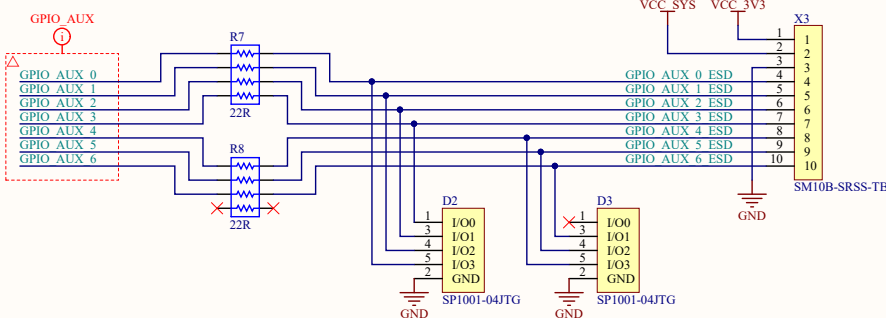 VCC_SYS VCC_3V3
GPIO_AUX
X3
i
R7
1
1
2
2
3
3
GPIO_AUX_0
GPIO_AUX_0_ESD
4
4
GPIO_AUX_1
GPIO_AUX_1_ESD
5
5
GPIO_AUX_2
GPIO_AUX_2_ESD
6
6
GPIO_AUX_3
22R
GPIO_AUX_3_ESD
7
7
GPIO_AUX_4
GPIO_AUX_4_ESD
8
8
GPIO_AUX_5
R8
GPIO_AUX_5_ESD
9
9
GPIO_AUX_6
GPIO_AUX_6_ESD
10
10
SM10B-SRSS-TB
22R
GND
D2
1 I/O0
3 I/O1
4 I/O2
5 I/O3
2 GND
SP1001-04JTG
GND
D3
1 I/O0
3 I/O1
4 I/O2
5 I/O3
2 GND
SP1001-04JTG
GND